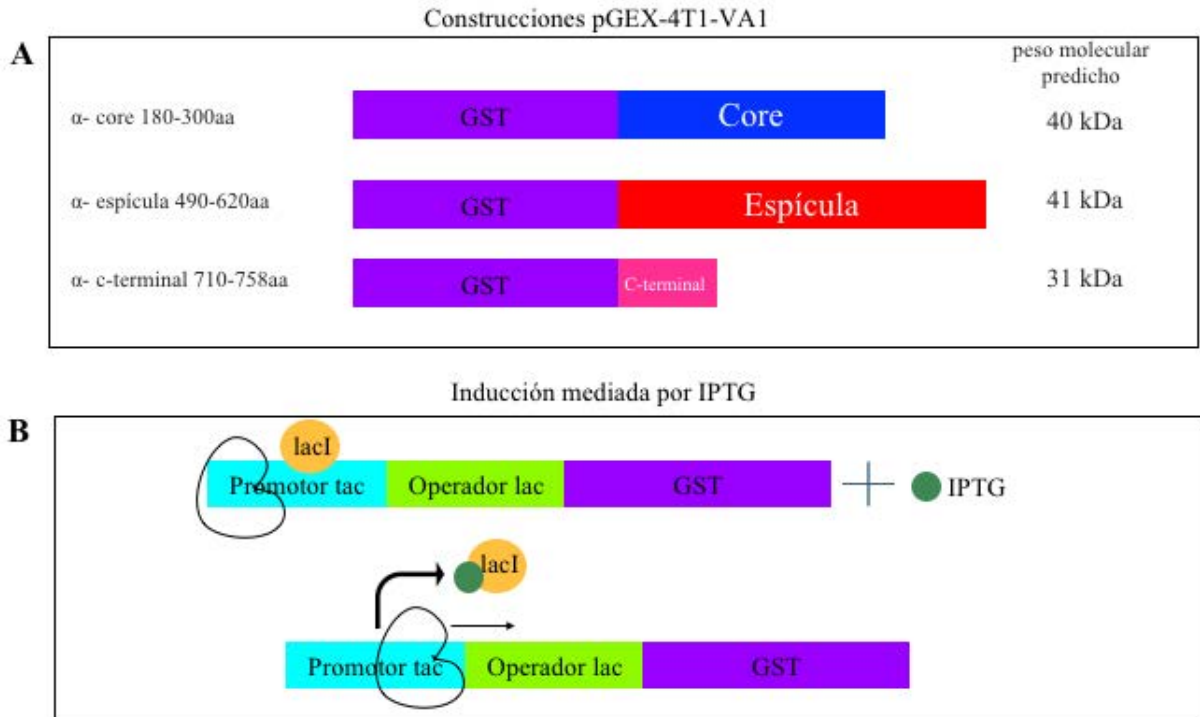 Construcciones pGEX-4T1-VA1
A
peso molecular
predicho
α- core 180-300aa
GST
Core
40 kDa
α- espícula 490-620aa
GST
Espícula
41 kDa
α- c-terminal 710-758aa
GST
C-terminal
31 kDa
Inducción mediada por IPTG
B
lacI
Promotor tac
Operador lac
GST
IPTG
lacI
Promotor tac
Operador lac
GST